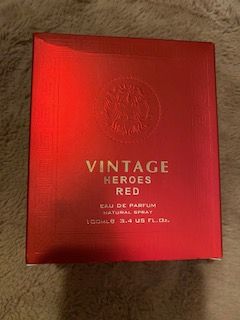 VINTAGE
HEROES
RED
EAU DE PARFUM
NATURAL SPRAY
100ML℮ 3.4 US FL.Oz.